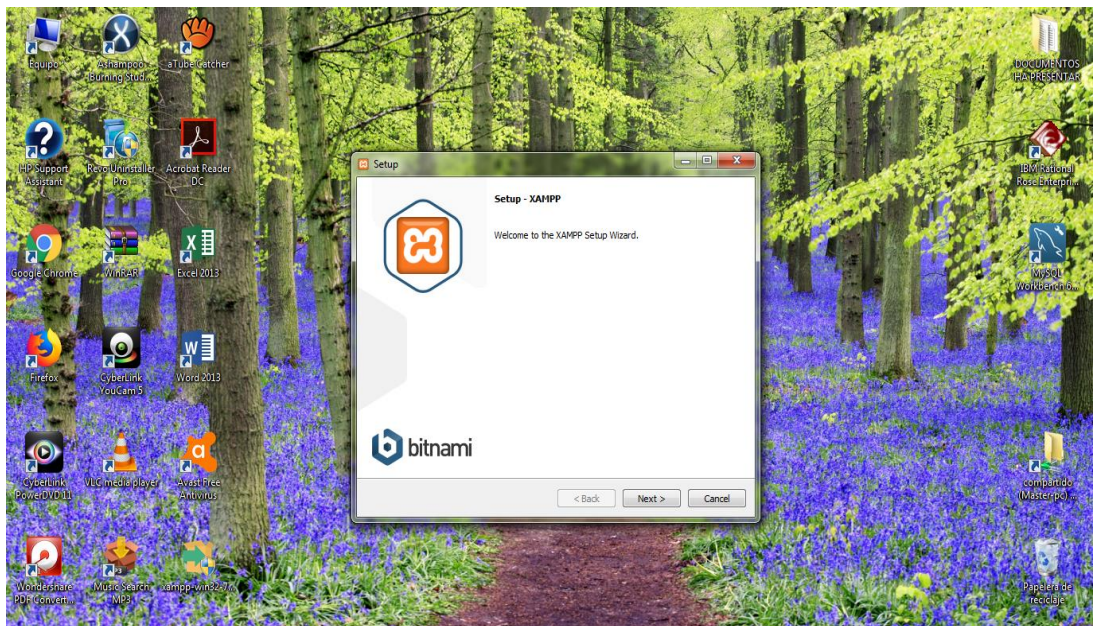 Equipo
Ashampoo
Burning Stud...
aTube Catcher
HP Support
Assistant
Revo Uninstaller
Pro
Acrobat Reader
DC
Google Chrome
WinRAR
Excel 2013
Firefox
CyberLink
YouCam 5
Word 2013
CyberLink
PowerDVD 11
VLC media player
Avast Free
Antivirus
Wondershare
PDF Convert...
Music Search
MP3
xampp-win32-7...
Setup
Setup - XAMPP
Welcome to the XAMPP Setup Wizard.
bitnami
< Back
Next >
Cancel
DOCUMENTOS
HA PRESENTAR
IBM Rational
Rose Enterpri...
MySQL
Workbench 6...
compartido
(Master-pc) ...
Papelera de
reciclaje